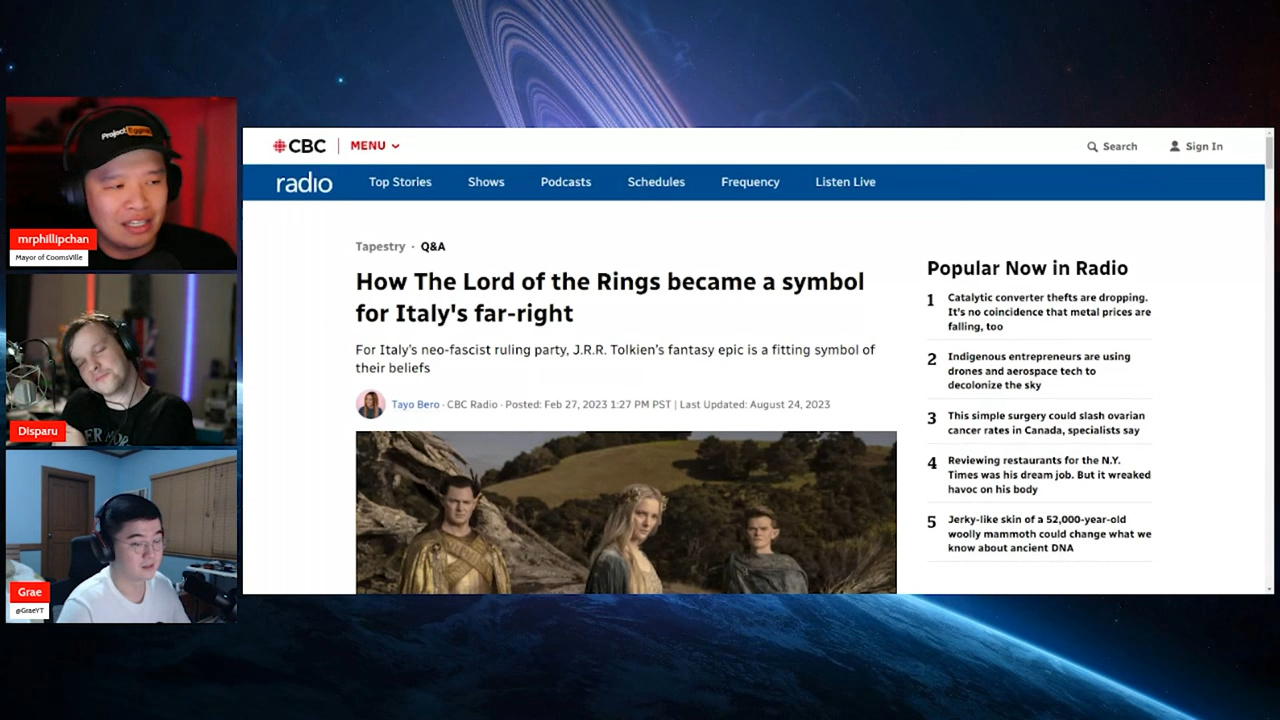 Project Eggnog
mrphillipchan
Mayor of CoomsVille
Disparu
Grae
@GraeYT
CBC
MENU
Search
Sign In
radio
Top Stories
Shows
Podcasts
Schedules
Frequency
Listen Live
Tapestry · Q&A
How The Lord of the Rings became a symbol
for Italy's far-right
For Italy's neo-fascist ruling party, J.R.R. Tolkien's fantasy epic is a fitting symbol of
their beliefs
Tayo Bero · CBC Radio · Posted: Feb 27, 2023 1:27 PM PST | Last Updated: August 24, 2023
Popular Now in Radio
1 Catalytic converter thefts are dropping.
It's no coincidence that metal prices are
falling, too
2 Indigenous entrepreneurs are using
drones and aerospace tech to
decolonize the sky
3 This simple surgery could slash ovarian
cancer rates in Canada, specialists say
4 Reviewing restaurants for the N.Y.
Times was his dream job. But it wreaked
havoc on his body
5 Jerky-like skin of a 52,000-year-old
woolly mammoth could change what we
know about ancient DNA